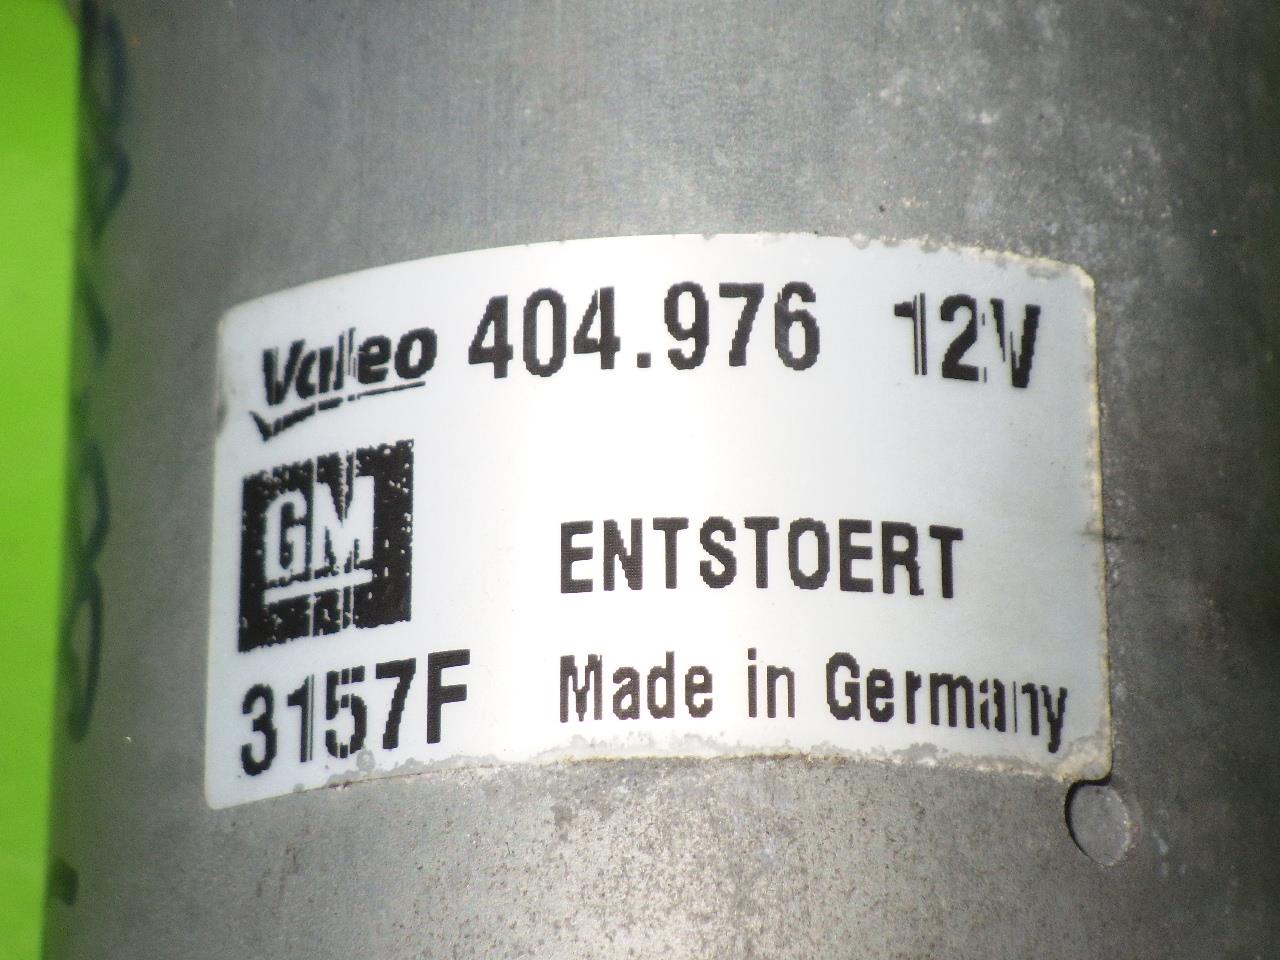 Valeo 404.976 12V
GM
ENTSTOERT
3157F Made in Germany